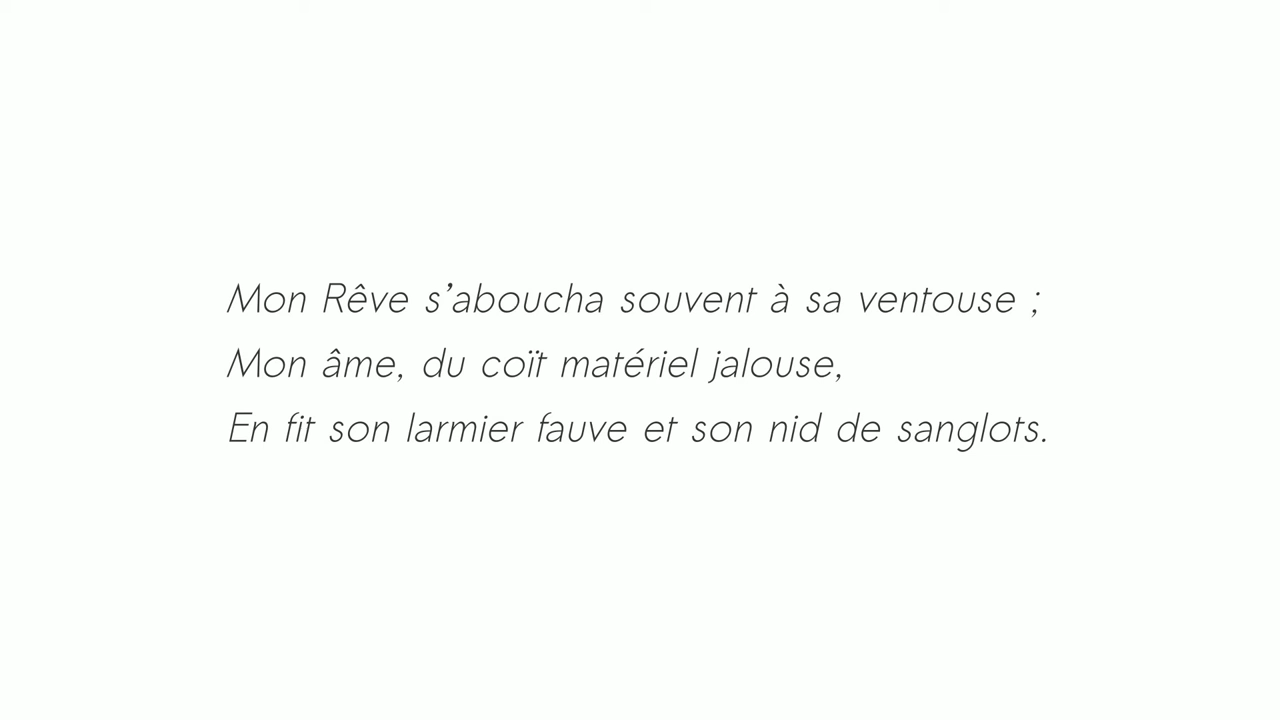 Mon Rêve s’aboucha souvent à sa ventouse ;
Mon âme, du coït matériel jalouse,
En fit son larmier fauve et son nid de sanglots.